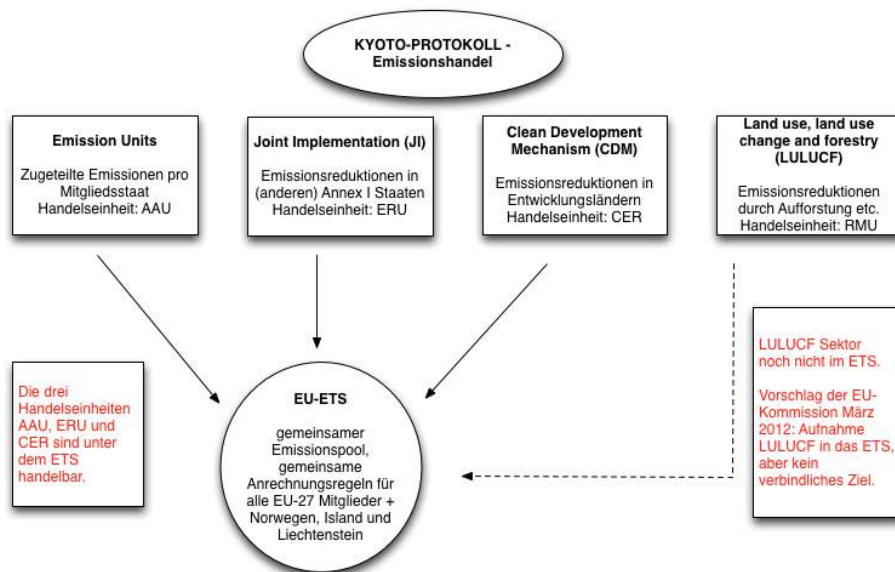 KYOTO-PROTOKOLL -
Emissionshandel
Emission Units
Zugeteilte Emissionen pro
Mitgliedsstaat
Handelseinheit: AAU
Joint Implementation (JI)
Emissionsreduktionen in
(anderen) Annex I Staaten
Handelseinheit: ERU
Clean Development
Mechanism (CDM)
Emissionsreduktionen in
Entwicklungsländern
Handelseinheit: CER
Land use, land use
change and forestry
(LULUCF)
Emissionsreduktionen
durch Aufforstung etc.
Handelseinheit: RMU
Die drei
Handelseinheiten
AAU, ERU und
CER sind unter
dem ETS
handelbar.
EU-ETS
gemeinsamer
Emissionspool,
gemeinsame
Anrechnungsregeln für
alle EU-27 Mitglieder +
Norwegen, Island und
Liechtenstein
LULUCF Sektor
noch nicht im ETS.
Vorschlag der EU-
Kommission März
2012: Aufnahme
LULUCF in das ETS,
aber kein
verbindliches Ziel.